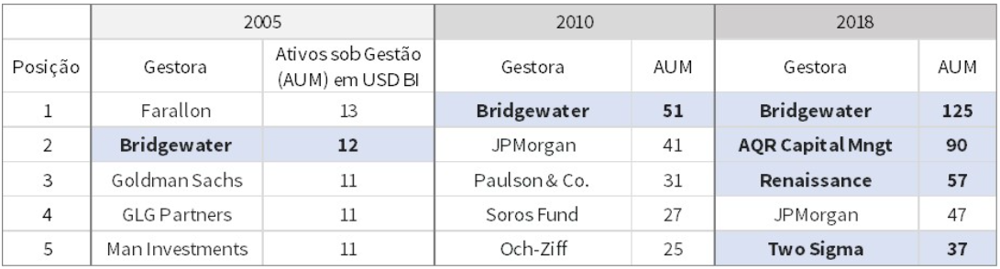 2005 2010 2018
Posição Gestora Ativos sob Gestão (AUM) em USD BI Gestora AUM Gestora AUM
1 Farallon 13 Bridgewater 51 Bridgewater 125
2 Bridgewater 12 JPMorgan 41 AQR Capital Mngt 90
3 Goldman Sachs 11 Paulson & Co. 31 Renaissance 57
4 GLG Partners 11 Soros Fund 27 JPMorgan 47
5 Man Investments 11 Och-Ziff 25 Two Sigma 37